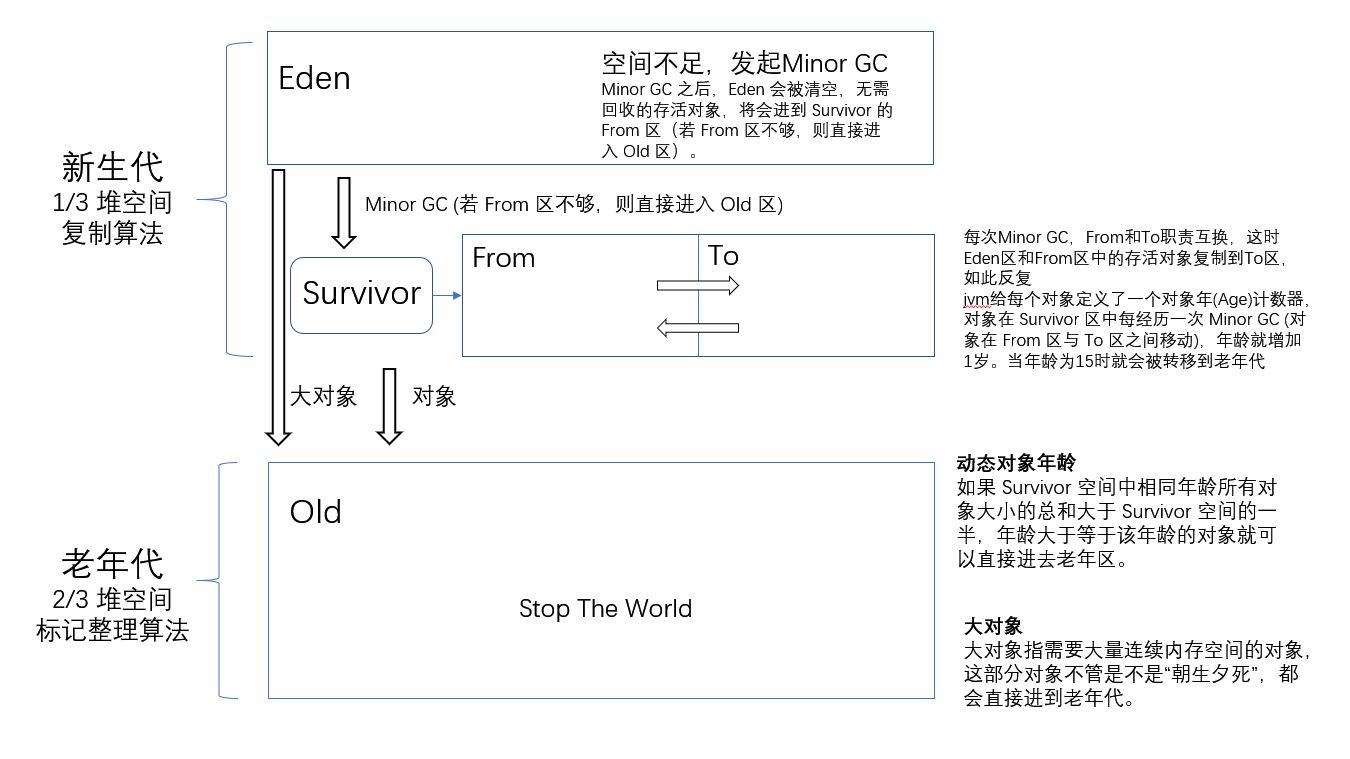 Eden
空间不足，发起Minor GC
Minor GC 之后，Eden 会被清空，无需
回收的存活对象，将会进到 Survivor 的
From 区（若 From 区不够，则直接进
入 Old 区）。
新生代
1/3 堆空间
复制算法
Minor GC (若 From 区不够，则直接进入 Old 区)
Survivor
From
To
每次Minor GC，From和To职责互换，这时
Eden区和From区中的存活对象复制到To区，
如此反复
jvm给每个对象定义了一个对象年(Age)计数器，
对象在 Survivor 区中每经历一次 Minor GC (对
象在 From 区与 To 区之间移动)，年龄就增加
1岁。当年龄为15时就会被转移到老年代
大对象
对象
老年代
2/3 堆空间
标记整理算法
Old
Stop The World
动态对象年龄
如果 Survivor 空间中相同年龄所有对
象大小的总和大于 Survivor 空间的一
半，年龄大于等于该年龄的对象就可
以直接进去老年区。
大对象
大对象指需要大量连续内存空间的对象，
这部分对象不管是不是“朝生夕死”，都
会直接进到老年代。